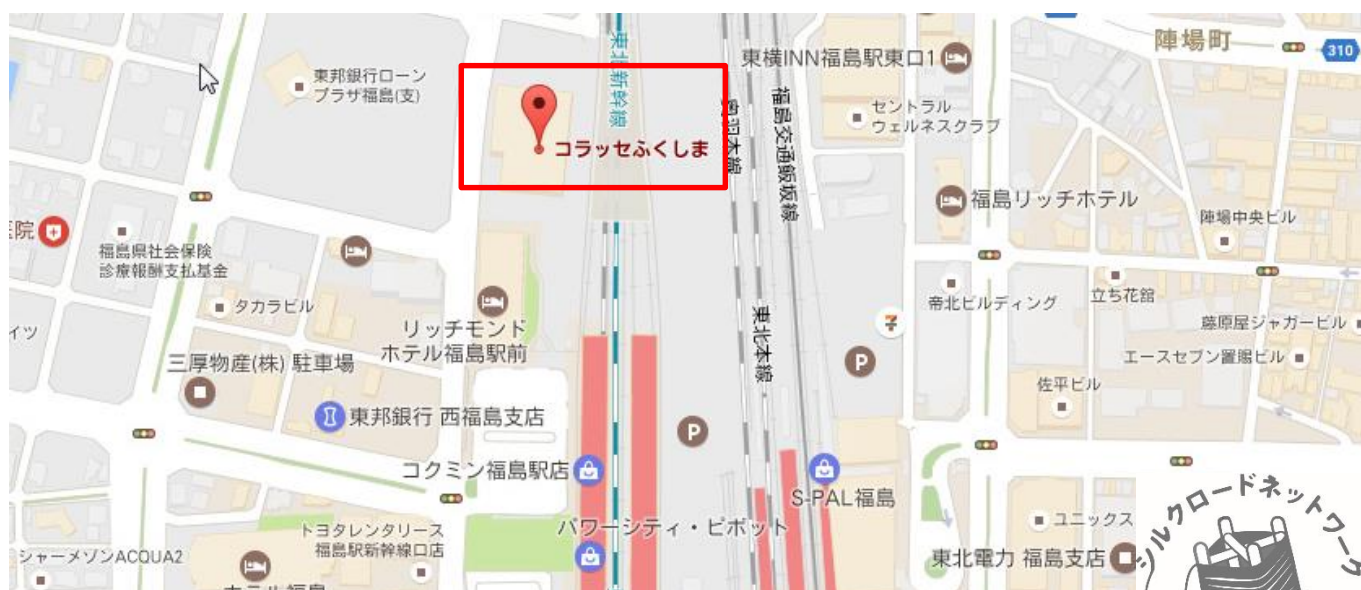 陣場町
310
東横INN福島駅東口1
東北新幹線
東邦銀行ローン
プラザ福島(支)
セントラル
ウェルネスクラブ
コラッセふくしま
奥羽本線
福島交通飯坂線
福島リッチホテル
陣場中央ビル
医院
福島県社会保険
診療報酬支払基金
タカラビル
帝北ビルディング
立ち花舘
リッチモンド
ホテル福島駅前
東北本線
藤原屋ジャガービル
イツ
三厚物産(株) 駐車場
エースセブン置賜ビル
佐平ビル
東邦銀行 西福島支店
コクミン福島駅店
S-PAL福島
トヨタレンタリース
福島駅新幹線口店
パワーシティ・ピボット
ユニックス
シャーメゾンACQUA2
東北電力 福島支店
シルクロードネットワーク